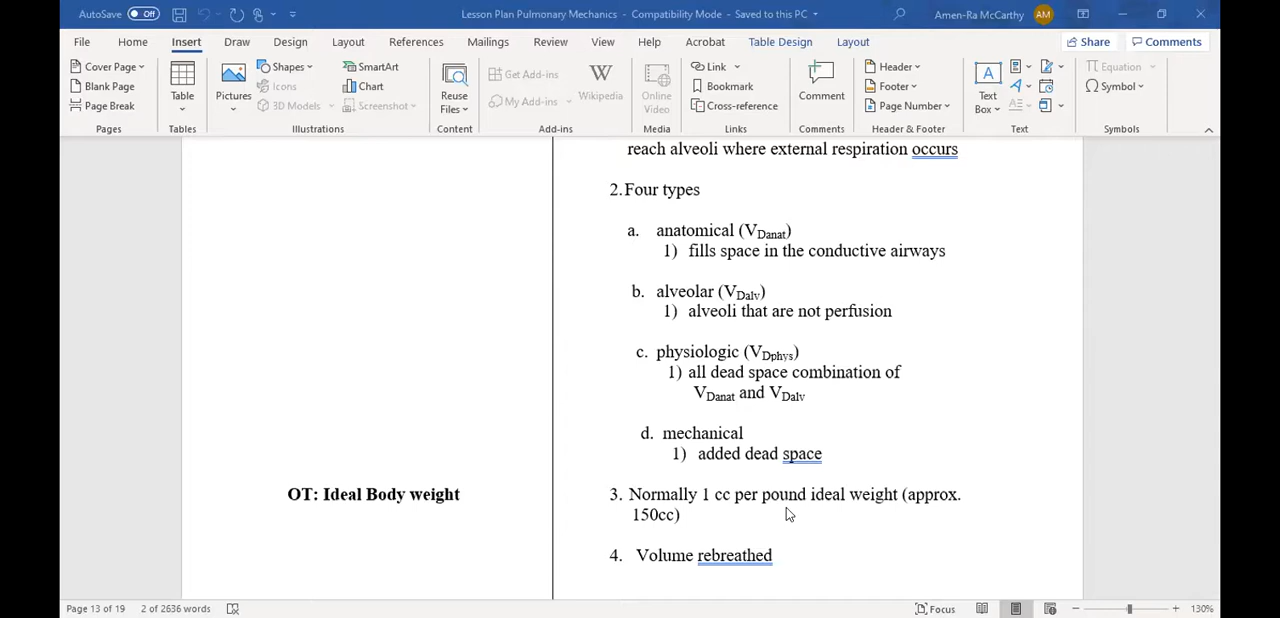 AutoSave Off Lesson Plan Pulmonary Mechanics - Compatibility Mode - Saved to this PC Amen-Ra McCarthy AM
File Home Insert Draw Design Layout References Mailings Review View Help Acrobat Table Design Layout Share Comments
Cover Page
Blank Page
Page Break
Pages
Table
Tables
Pictures
Shapes
Icons
3D Models
SmartArt
Chart
Screenshot
Illustrations
Reuse
Files
Content
Get Add-ins
My Add-ins
Wikipedia
Add-ins
Online
Video
Media
Link
Bookmark
Cross-reference
Links
Comment
Comments
Header
Footer
Page Number
Header & Footer
Text
Box
A
Text
Equation
Symbol
Symbols
reach alveoli where external respiration occurs
2. Four types
a. anatomical (VDanat)
1) fills space in the conductive airways
b. alveolar (VDalv)
1) alveoli that are not perfusion
c. physiologic (VDphys)
1) all dead space combination of
VDanat and VDalv
d. mechanical
1) added dead space
OT: Ideal Body weight
3. Normally 1 cc per pound ideal weight (approx.
150cc)
4. Volume rebreathed
Page 13 of 19 2 of 2636 words Focus 130%